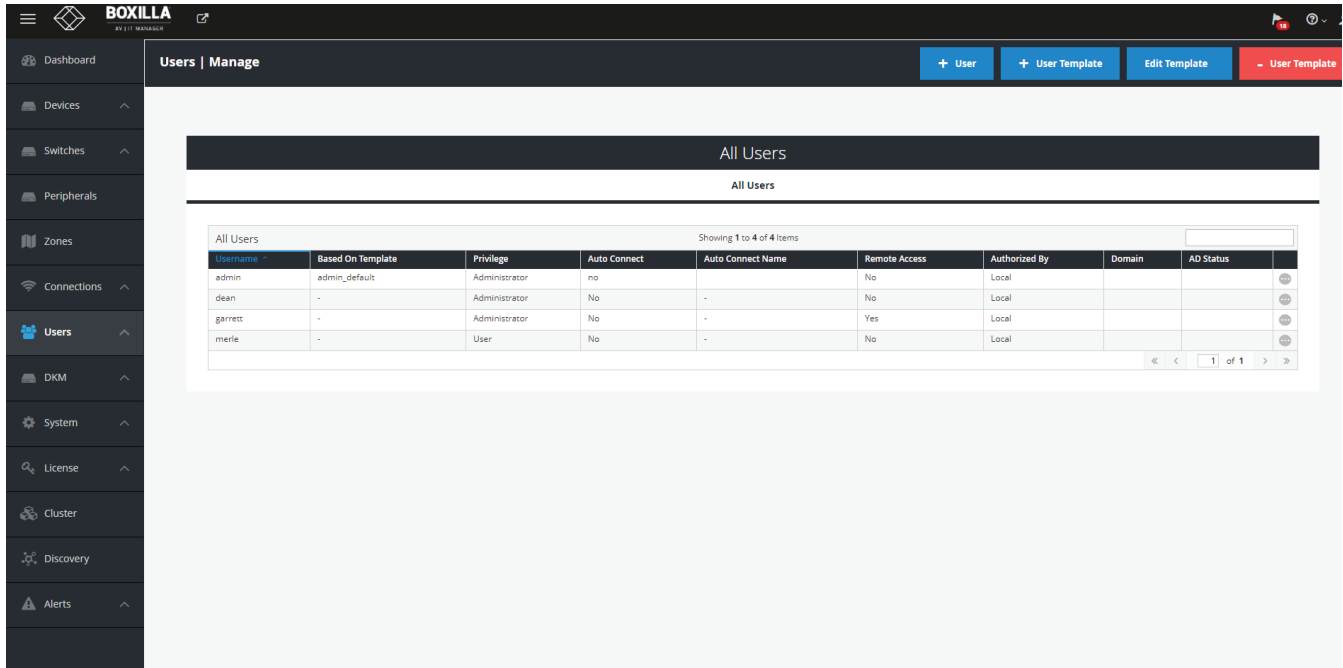 BOXILLA
AV | IT MANAGER
18
Dashboard
Devices
Switches
Peripherals
Zones
Connections
Users
DKM
System
License
Cluster
Discovery
Alerts
Users | Manage
+ User
+ User Template
Edit Template
- User Template
All Users
All Users
All Users Showing 1 to 4 of 4 Items
Username Based On Template Privilege Auto Connect Auto Connect Name Remote Access Authorized By Domain AD Status
admin admin_default Administrator no No Local
dean - Administrator No - No Local
garrett - Administrator No - Yes Local
merle - User No - No Local
« < 1 of 1 > »